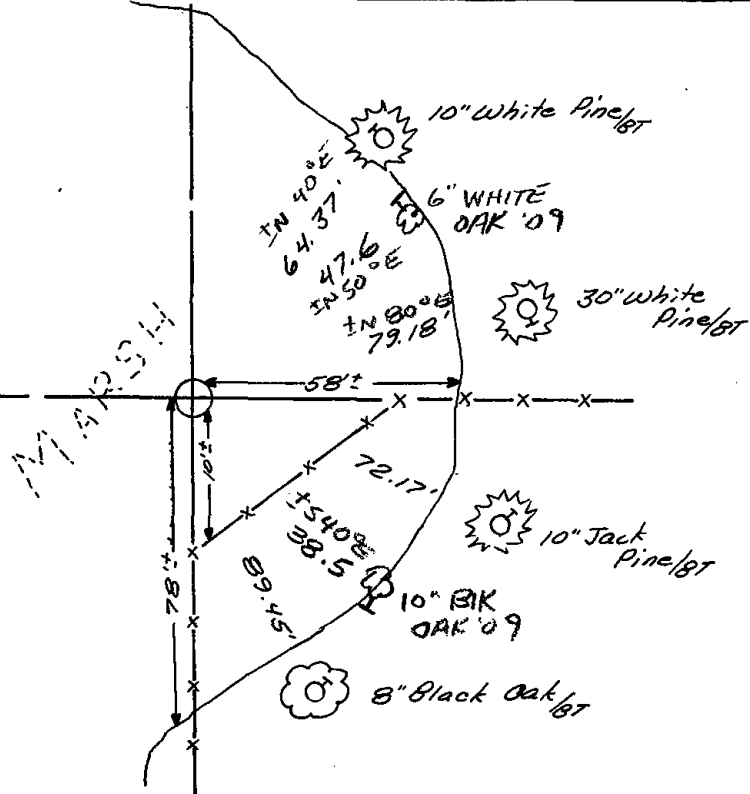 10" White Pine/BT
±N 40°E
64.37'
6" WHITE
OAK '09
47.6
±N 50°E
30" White
Pine/BT
±N 80°E
79.18'
MARSH
58'±
10'±
72.17'
±S40°E
38.5
10" Jack
Pine/BT
78'±
89.45'
10" BlK
OAK '09
8" Black Oak/BT